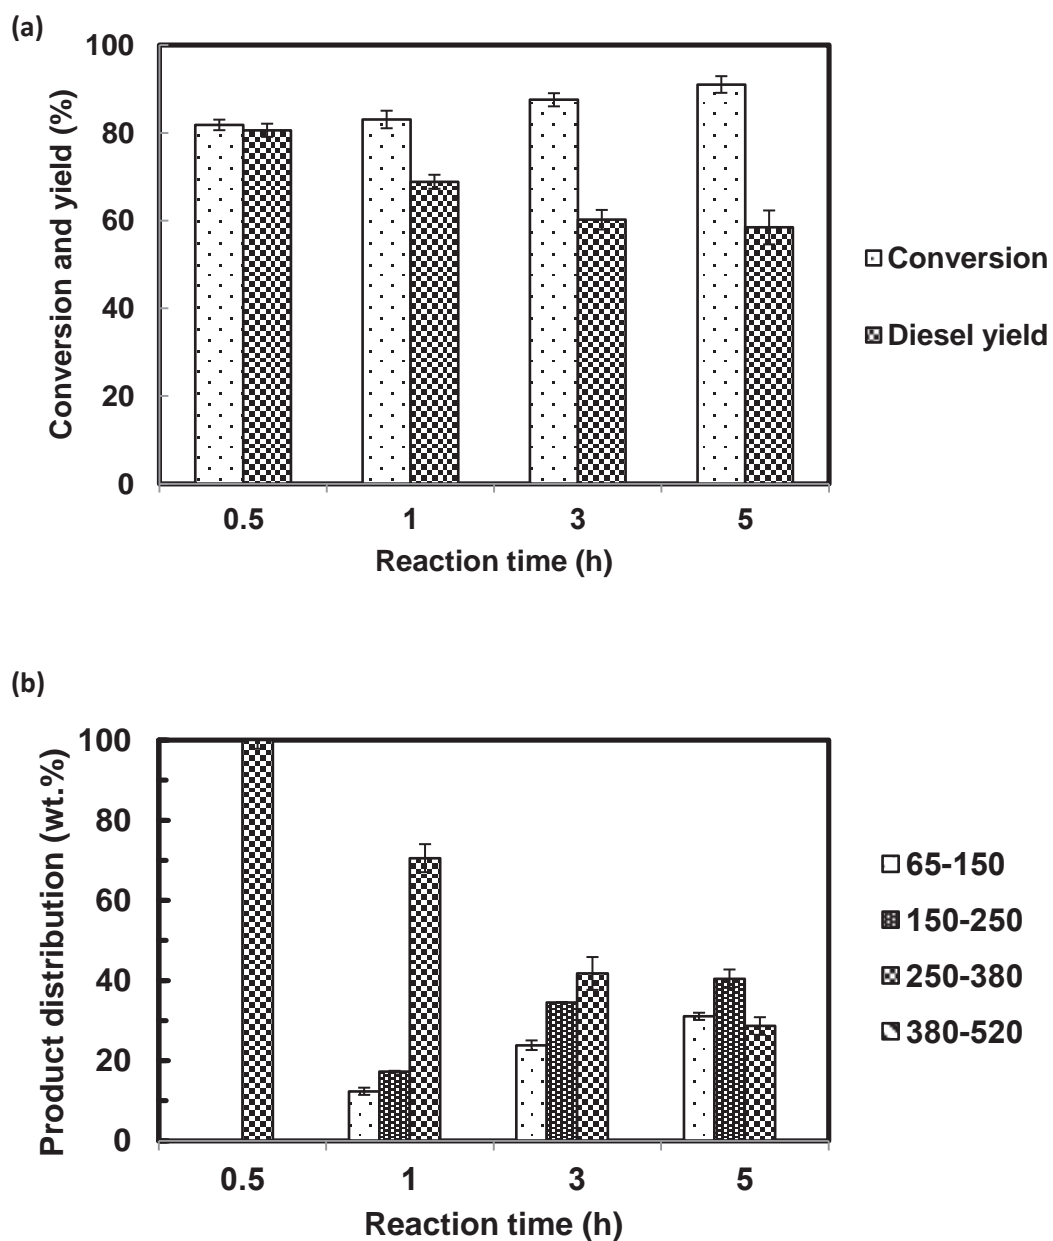 (a)
Conversion and yield (%)
100
80
60
40
20
0
0.5 1 3 5
Reaction time (h)
Conversion
Diesel yield
(b)
Product distribution (wt.%)
100
80
60
40
20
0
0.5 1 3 5
Reaction time (h)
65-150
150-250
250-380
380-520